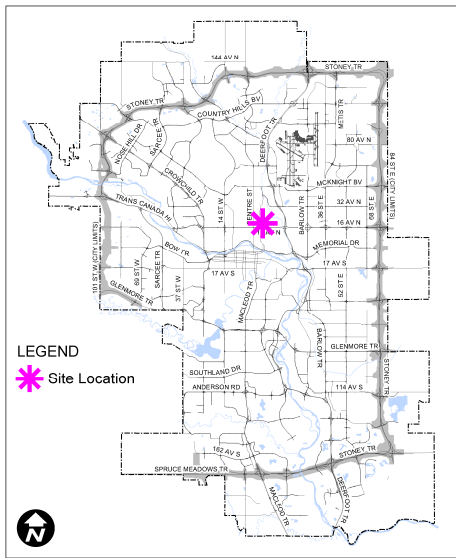 144 AV N
STONEY TR
STONEY TR
COUNTRY HILLS BV
DEERFOOT TR
METIS TR
NOSE HILL DR
SARCEE TR
80 AV N
CROWCHILD TR
MCKNIGHT BV
84 ST E (CITY LIMITS)
TRANS CANADA HI
14 ST W
CENTRE ST
BARLOW TR
36 ST E
32 AV N
68 ST E
16 AV N
N
101 ST W (CITY LIMITS)
BOW TR
MEMORIAL DR
17 AV S
17 AV S
69 ST W
SARCEE TR
37 ST W
GLENMORE TR
MACLEOD TR
52 ST E
BARLOW TR
GLENMORE TR
LEGEND
Site Location
SOUTHLAND DR
ANDERSON RD
114 AV S
STONEY TR
162 AV S
STONEY TR
SPRUCE MEADOWS TR
MACLEOD TR
DEERFOOT TR
N